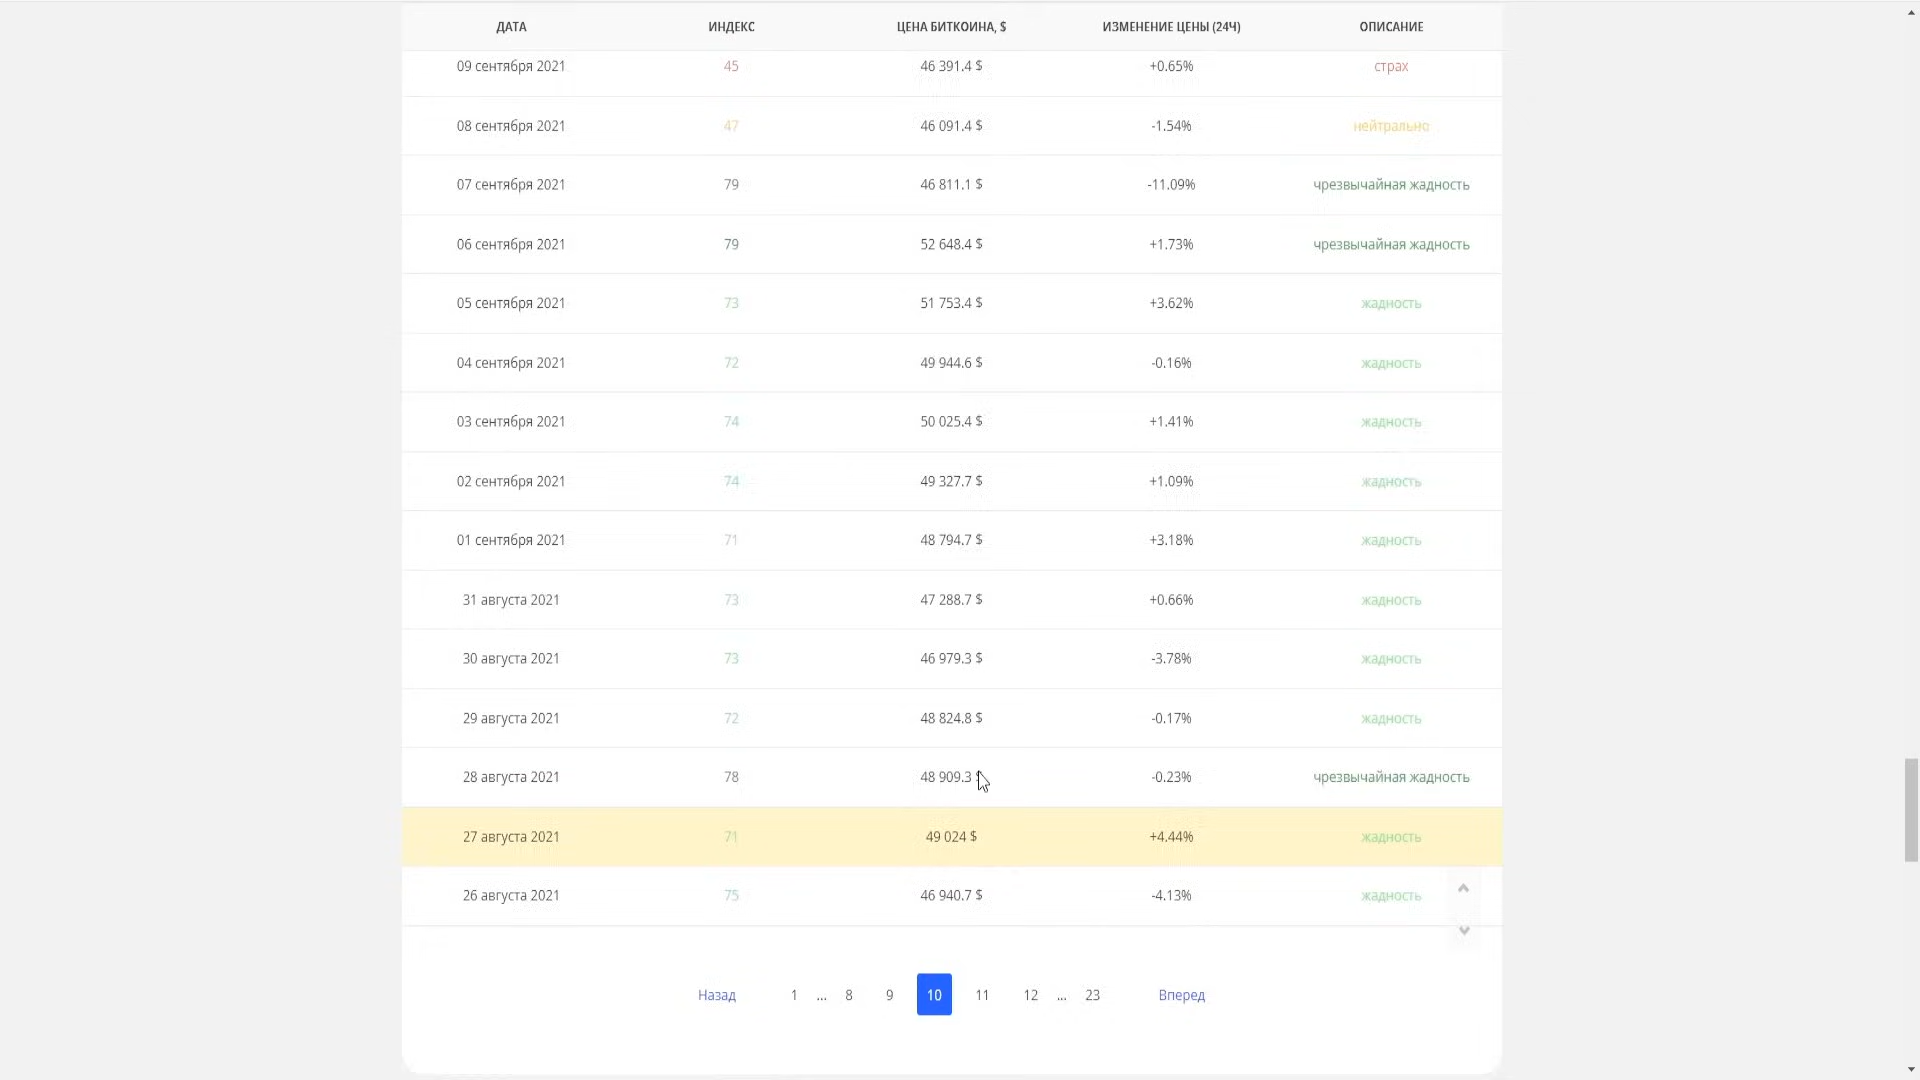 ДАТА ИНДЕКС ЦЕНА БИТКОИНА, $ ИЗМЕНЕНИЕ ЦЕНЫ (24Ч) ОПИСАНИЕ
09 сентября 2021 45 46 391.4 $ +0.65% страх
08 сентября 2021 47 46 091.4 $ -1.54% нейтрально
07 сентября 2021 79 46 811.1 $ -11.09% чрезвычайная жадность
06 сентября 2021 79 52 648.4 $ +1.73% чрезвычайная жадность
05 сентября 2021 73 51 753.4 $ +3.62% жадность
04 сентября 2021 72 49 944.6 $ -0.16% жадность
03 сентября 2021 74 50 025.4 $ +1.41% жадность
02 сентября 2021 74 49 327.7 $ +1.09% жадность
01 сентября 2021 71 48 794.7 $ +3.18% жадность
31 августа 2021 73 47 288.7 $ +0.66% жадность
30 августа 2021 73 46 979.3 $ -3.78% жадность
29 августа 2021 72 48 824.8 $ -0.17% жадность
28 августа 2021 78 48 909.3 $ -0.23% чрезвычайная жадность
27 августа 2021 71 49 024 $ +4.44% жадность
26 августа 2021 75 46 940.7 $ -4.13% жадность
Назад 1 ... 8 9 10 11 12 ... 23 Вперед